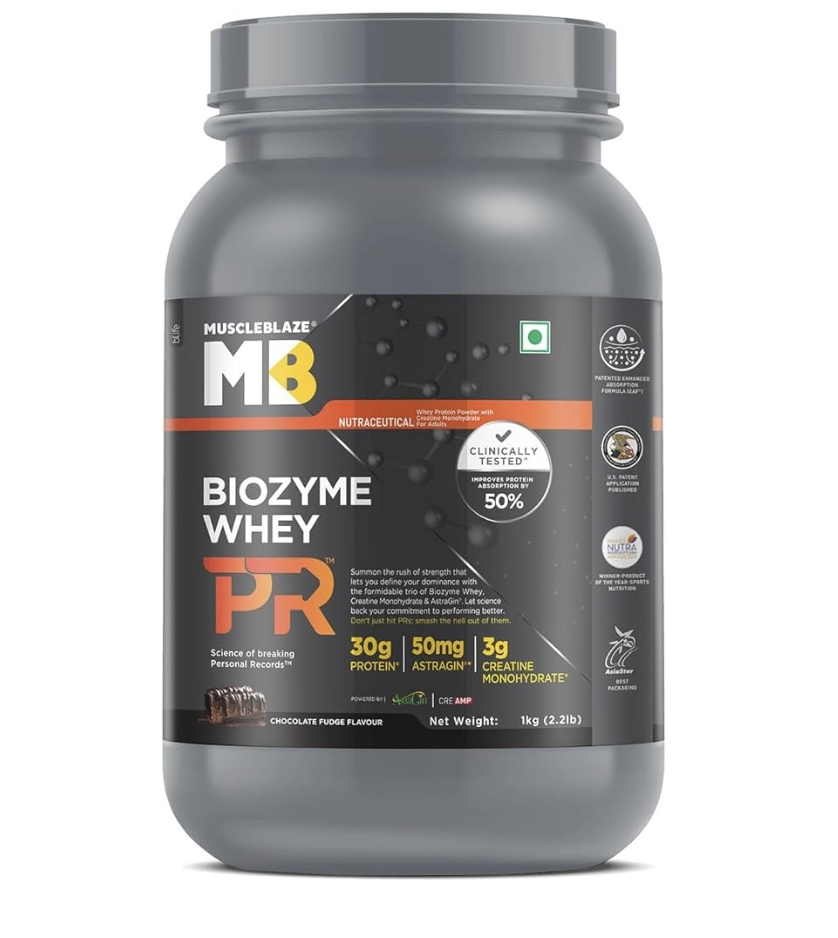 bLife
MUSCLEBLAZE®
MB
NUTRACEUTICAL
Whey Protein Powder with
Creatine Monohydrate
For Adults
CLINICALLY
TESTED^
IMPROVES PROTEIN
ABSORPTION BY
50%
BIOZYME
WHEY
PR™
Science of breaking
Personal Records™
Summon the rush of strength that
lets you define your dominance with
the formidable trio of Biozyme Whey,
Creatine Monohydrate & AstraGin®. Let science
back your commitment to performing better.
Don't just hit PRs; smash the hell out of them.
30g
PROTEIN*
50mg
ASTRAGIN®*
3g
CREATINE
MONOHYDRATE*
POWERED BY |
AstraGin
CRE AMP
CHOCOLATE FUDGE FLAVOUR
Net Weight: 1kg (2.2lb)
PATENTED ENHANCED
ABSORPTION
FORMULA (EAF®)
U.S. PATENT
APPLICATION
PUBLISHED
NUTRA
WINNER-PRODUCT
OF THE YEAR-SPORTS
NUTRITION
AsiaStar
BEST
PACKAGING